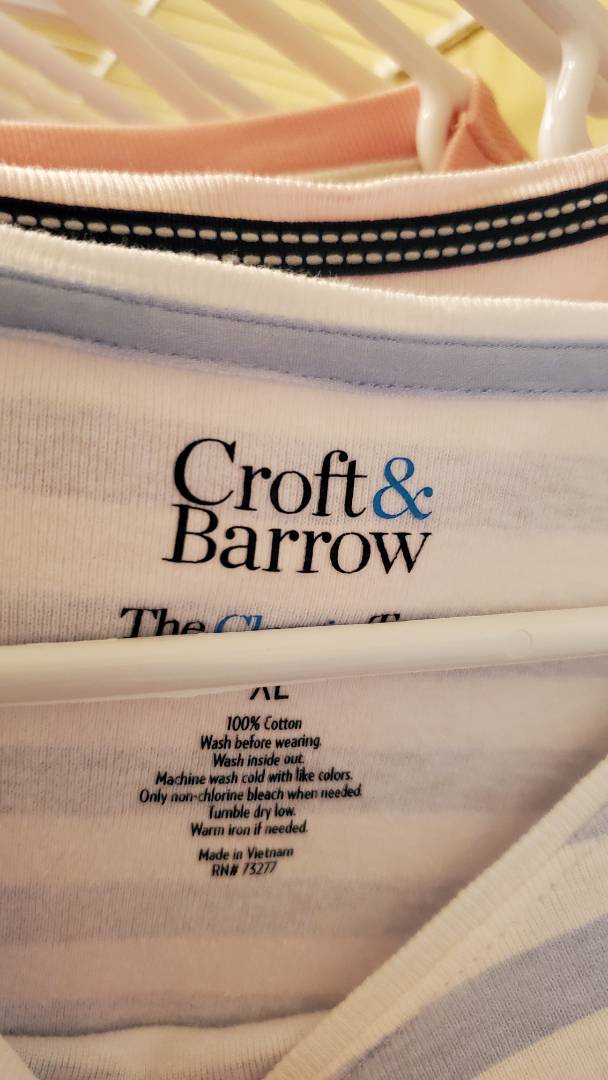 Croft &
Barrow
The
XL
100% Cotton
Wash before wearing.
Wash inside out.
Machine wash cold with like colors.
Only non-chlorine bleach when needed.
Tumble dry low.
Warm iron if needed.
Made in Vietnam
RN# 73277